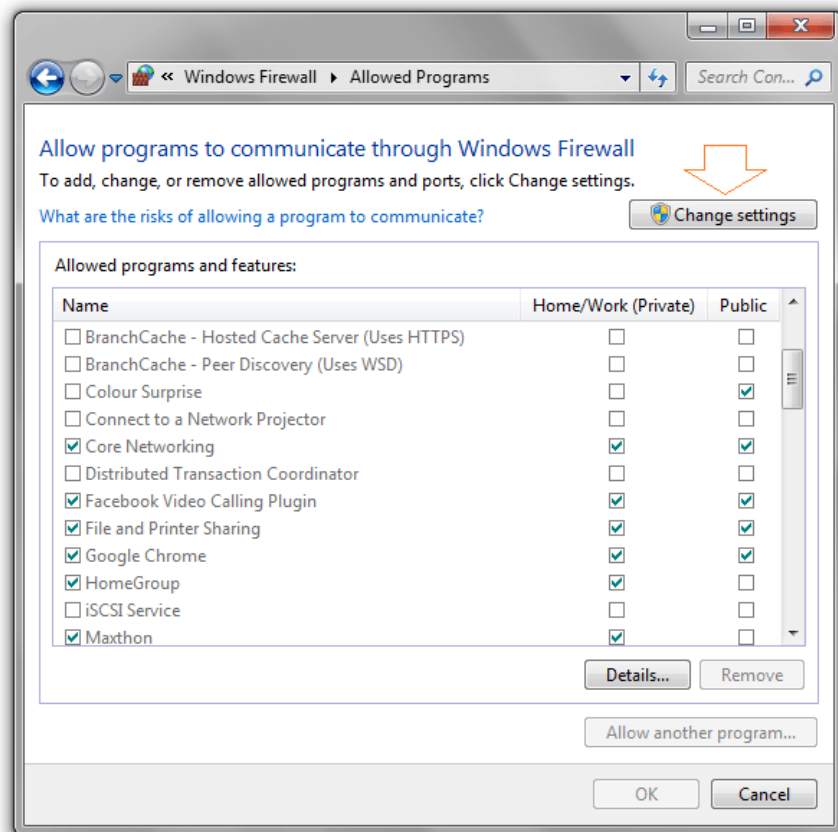 « Windows Firewall ▸ Allowed Programs
Search Con...
Allow programs to communicate through Windows Firewall
To add, change, or remove allowed programs and ports, click Change settings.
What are the risks of allowing a program to communicate?
Change settings
Allowed programs and features:
Name Home/Work (Private) Public
BranchCache - Hosted Cache Server (Uses HTTPS)
BranchCache - Peer Discovery (Uses WSD)
Colour Surprise
Connect to a Network Projector
Core Networking
Distributed Transaction Coordinator
Facebook Video Calling Plugin
File and Printer Sharing
Google Chrome
HomeGroup
iSCSI Service
Maxthon
Details... Remove
Allow another program...
OK Cancel